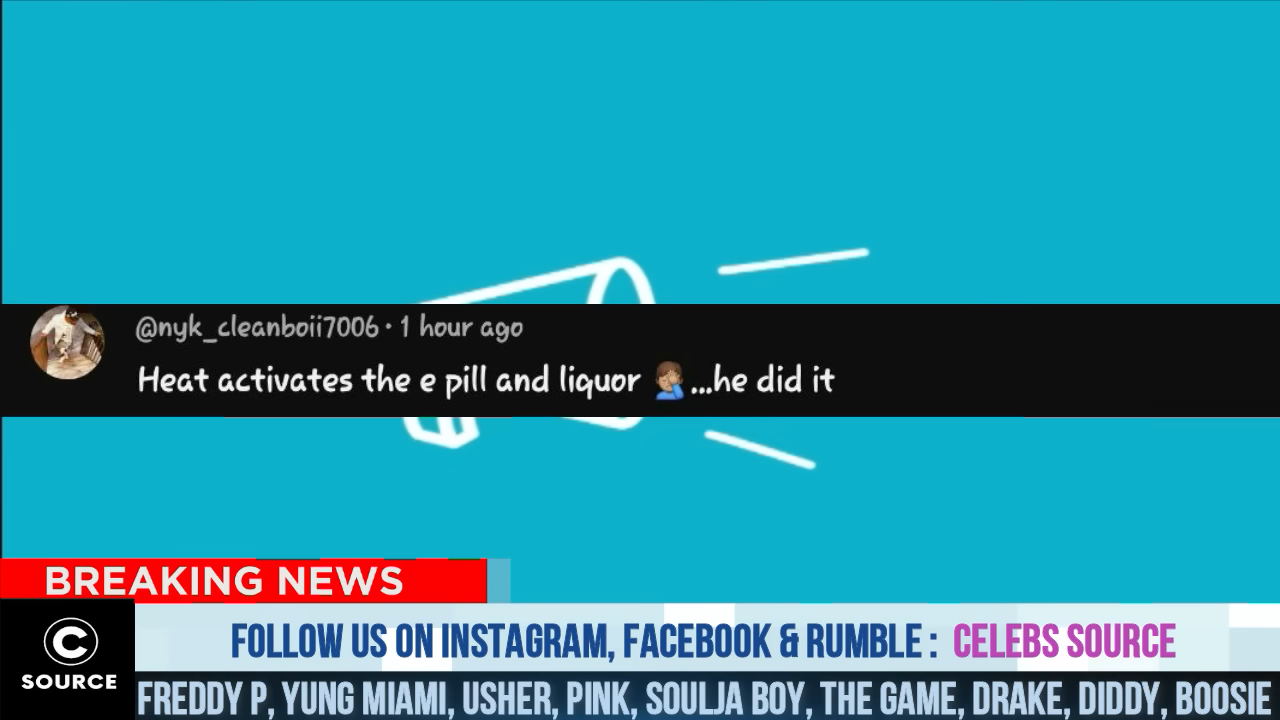 @nyk_cleanboii7006 · 1 hour ago
Heat activates the e pill and liquor 🤦🏽‍♂️...he did it
BREAKING NEWS
C
SOURCE
FOLLOW US ON INSTAGRAM, FACEBOOK & RUMBLE : CELEBS SOURCE
FREDDY P, YUNG MIAMI, USHER, PINK, SOULJA BOY, THE GAME, DRAKE, DIDDY, BOOSIE